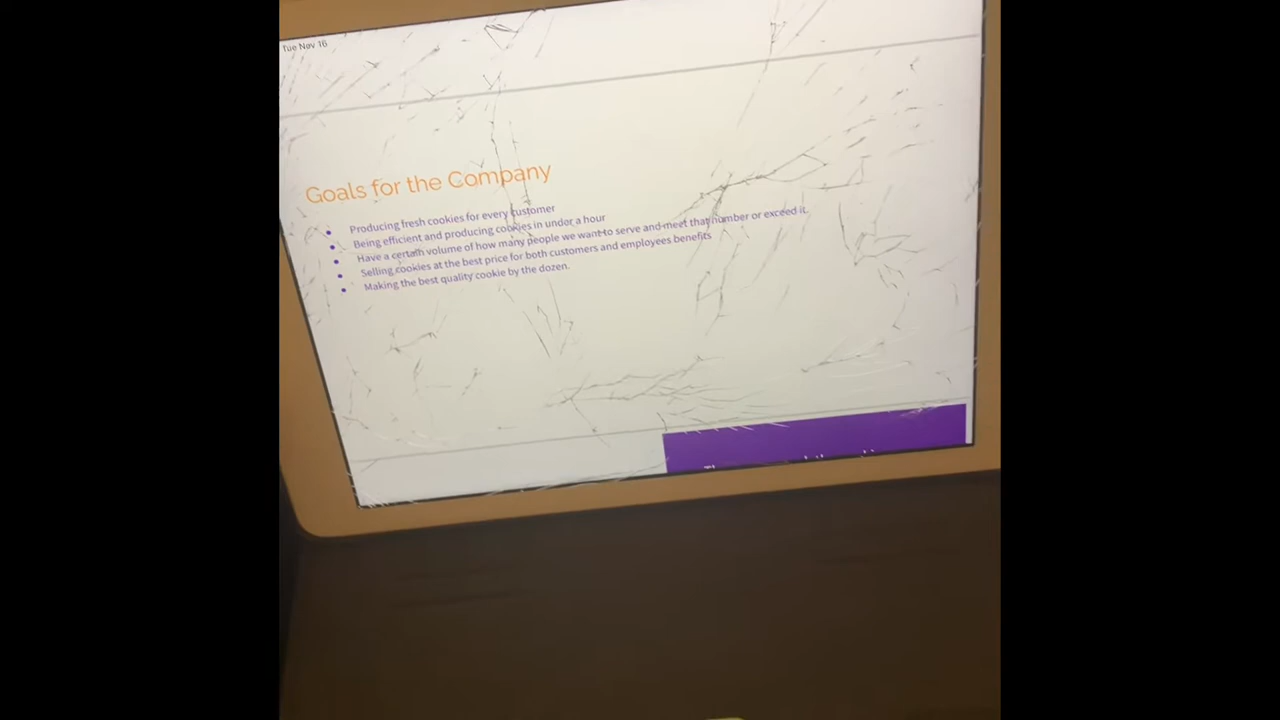 Tue Nov 16
Goals for the Company
Producing fresh cookies for every customer
Being efficient and producing cookies in under a hour
Have a certain volume of how many people we want to serve and meet that number or exceed it.
Selling cookies at the best price for both customers and employees benefits
Making the best quality cookie by the dozen.